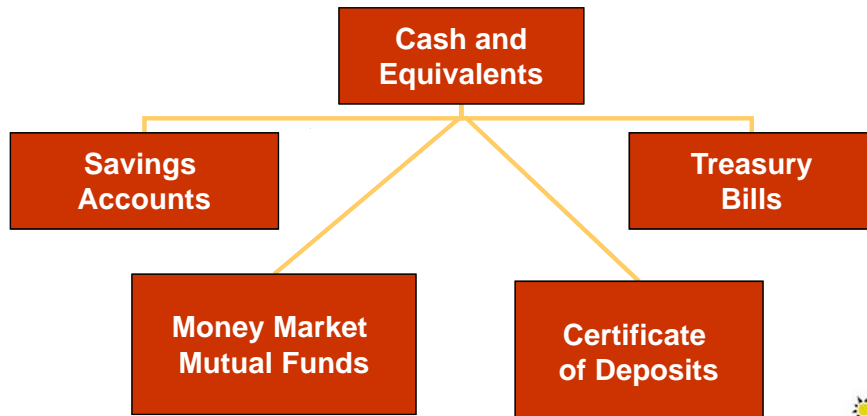 Cash and
Equivalents
Savings
Accounts
Treasury
Bills
Money Market
Mutual Funds
Certificate
of Deposits